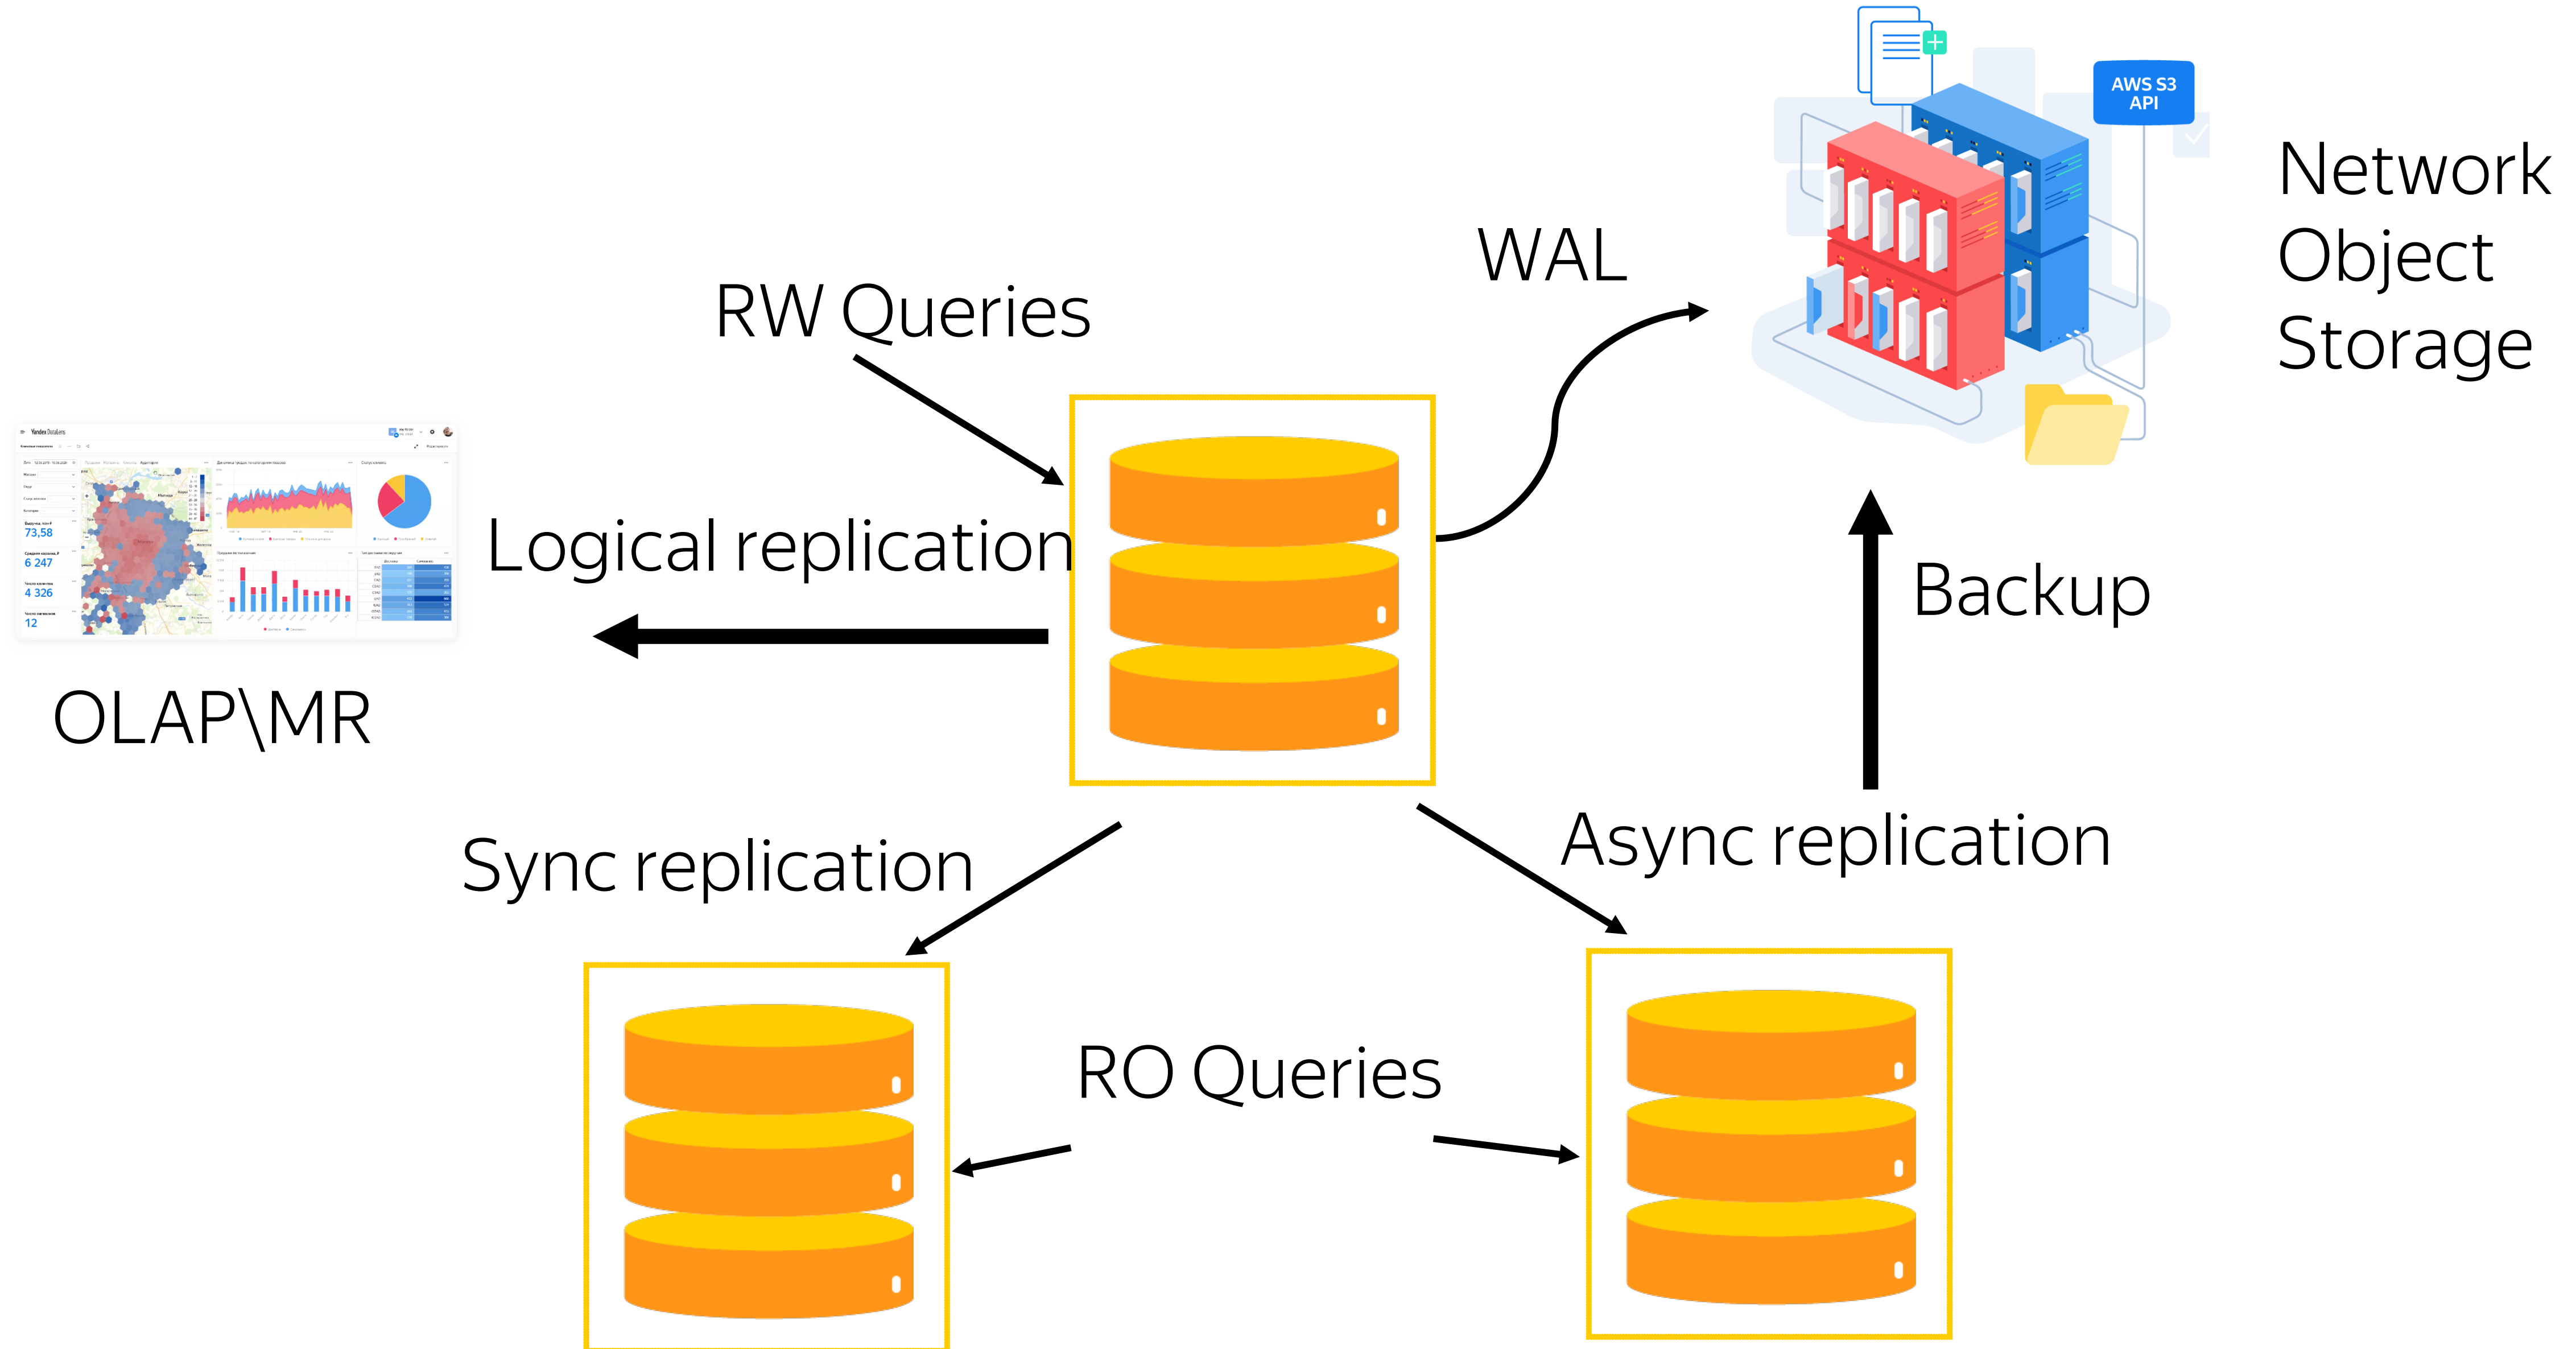 AWS S3
API
Network
Object
Storage
WAL
RW Queries
Logical replication
Backup
Yandex DataLens
73,58
6 247
4 326
12
OLAP\MR
Sync replication
Async replication
RO Queries